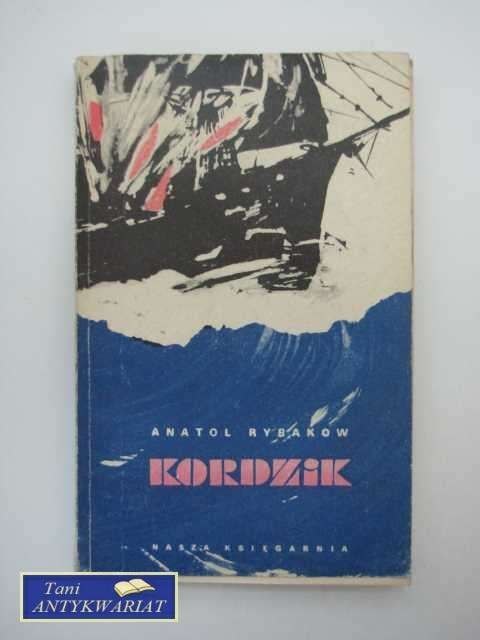 ANATOL RYBAKOW
KORDZiK
NASZA KSIĘGARNIA
Tani
ANTYKWARIAT